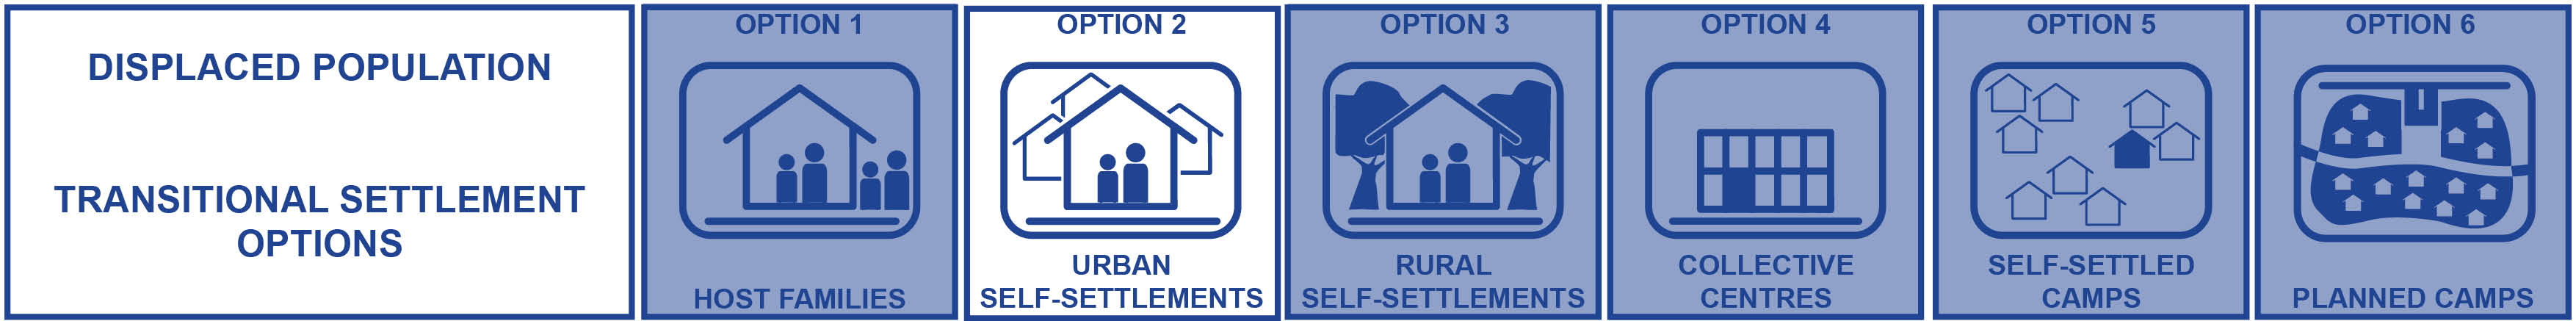 DISPLACED POPULATION
TRANSITIONAL SETTLEMENT
OPTIONS
OPTION 1
HOST FAMILIES
OPTION 2
URBAN
SELF-SETTLEMENTS
OPTION 3
RURAL
SELF-SETTLEMENTS
OPTION 4
COLLECTIVE
CENTRES
OPTION 5
SELF-SETTLED
CAMPS
OPTION 6
PLANNED CAMPS